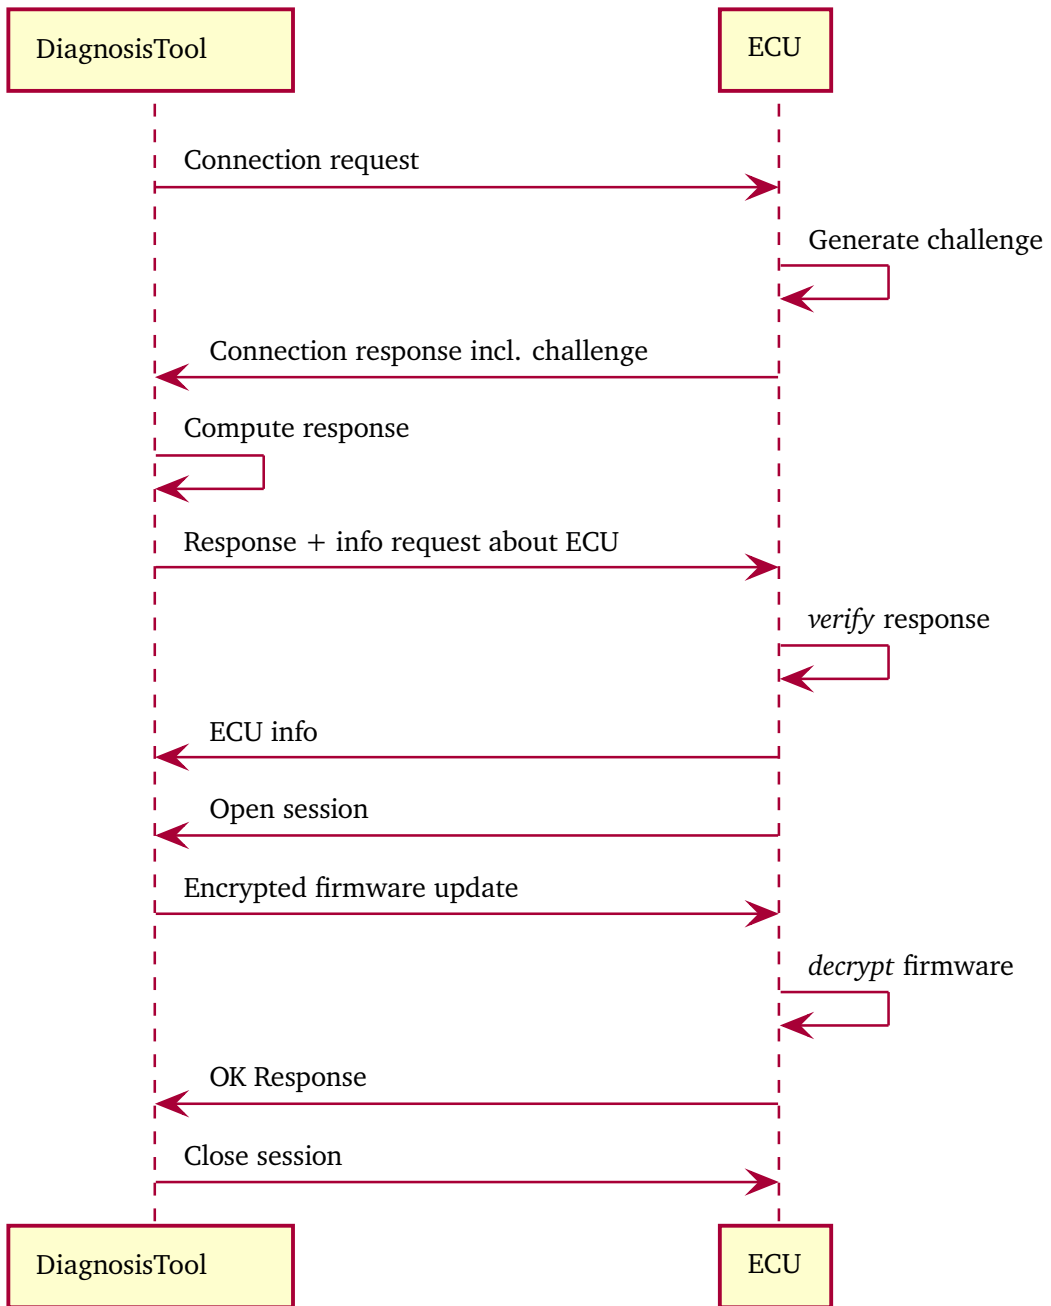 DiagnosisTool
ECU
Connection request
Generate challenge
Connection response incl. challenge
Compute response
Response + info request about ECU
verify response
ECU info
Open session
Encrypted firmware update
decrypt firmware
OK Response
Close session
DiagnosisTool
ECU